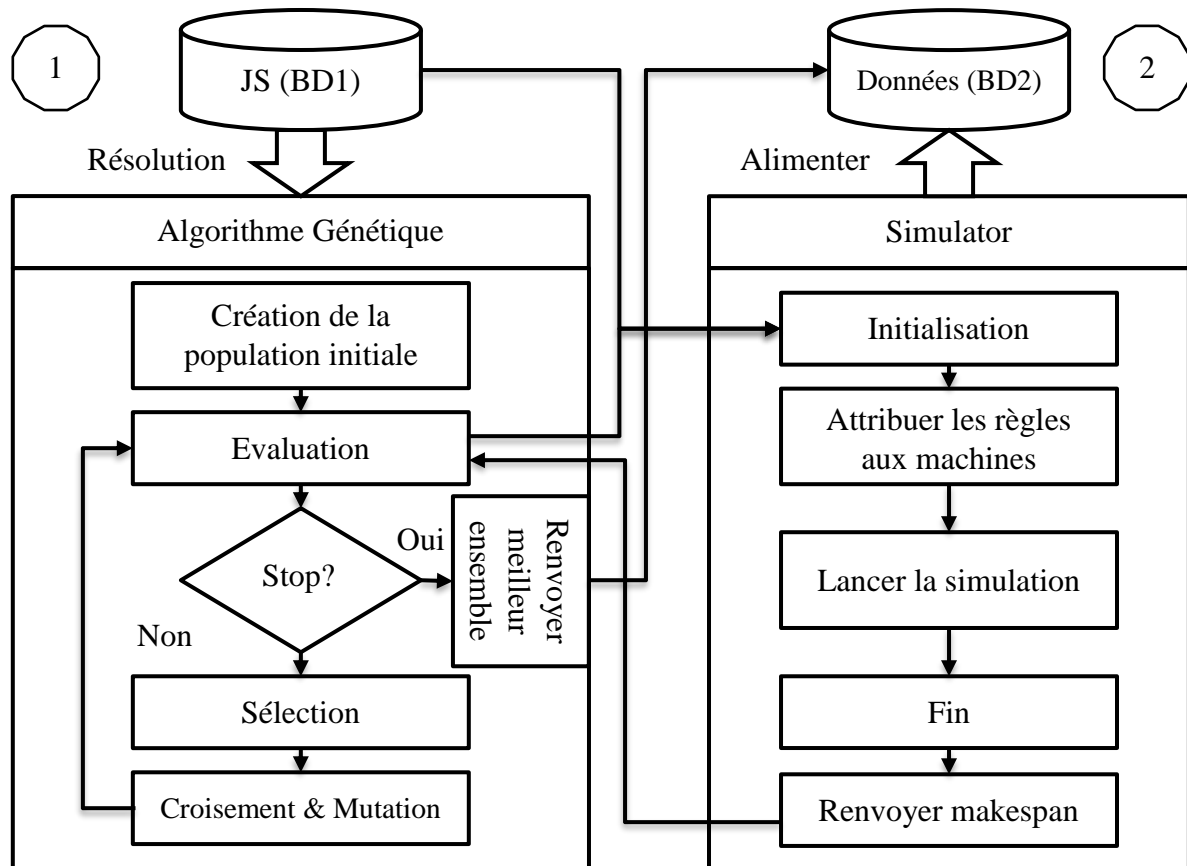 1
JS (BD1)
Données (BD2)
2
Résolution
Alimenter
Algorithme Génétique
Création de la
population initiale
Evaluation
Stop?
Oui
Non
Renvoyer
meilleur
ensemble
Sélection
Croisement & Mutation
Simulator
Initialisation
Attribuer les règles
aux machines
Lancer la simulation
Fin
Renvoyer makespan